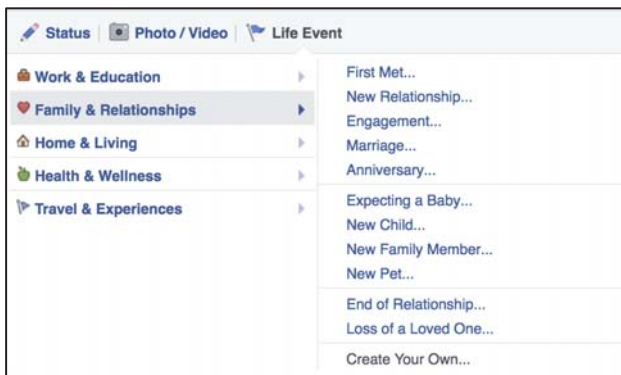 Status Photo / Video Life Event
Work & Education
Family & Relationships
Home & Living
Health & Wellness
Travel & Experiences
First Met...
New Relationship...
Engagement...
Marriage...
Anniversary...
Expecting a Baby...
New Child...
New Family Member...
New Pet...
End of Relationship...
Loss of a Loved One...
Create Your Own...